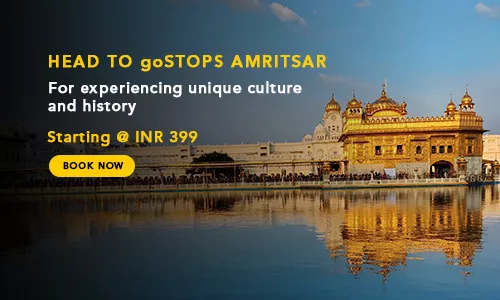 HEAD TO goSTOPS AMRITSAR
For experiencing unique culture
and history
Starting @ INR 399
BOOK NOW